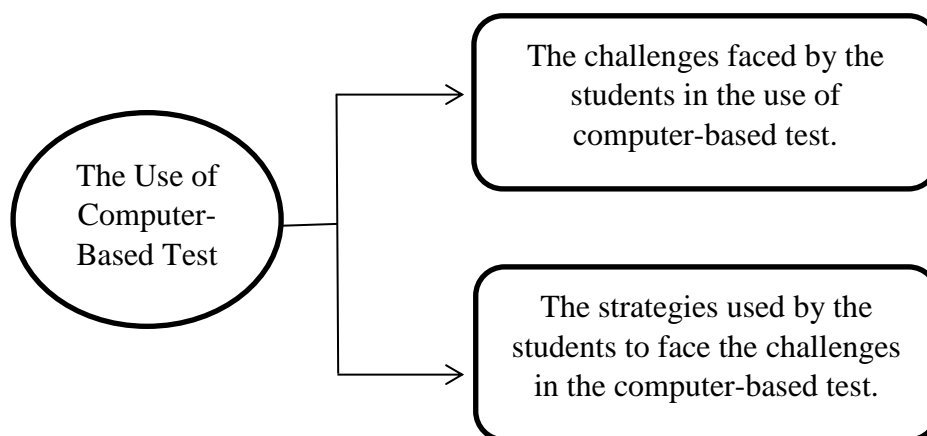 The Use of
Computer-
Based Test
The challenges faced by the
students in the use of
computer-based test.
The strategies used by the
students to face the challenges
in the computer-based test.